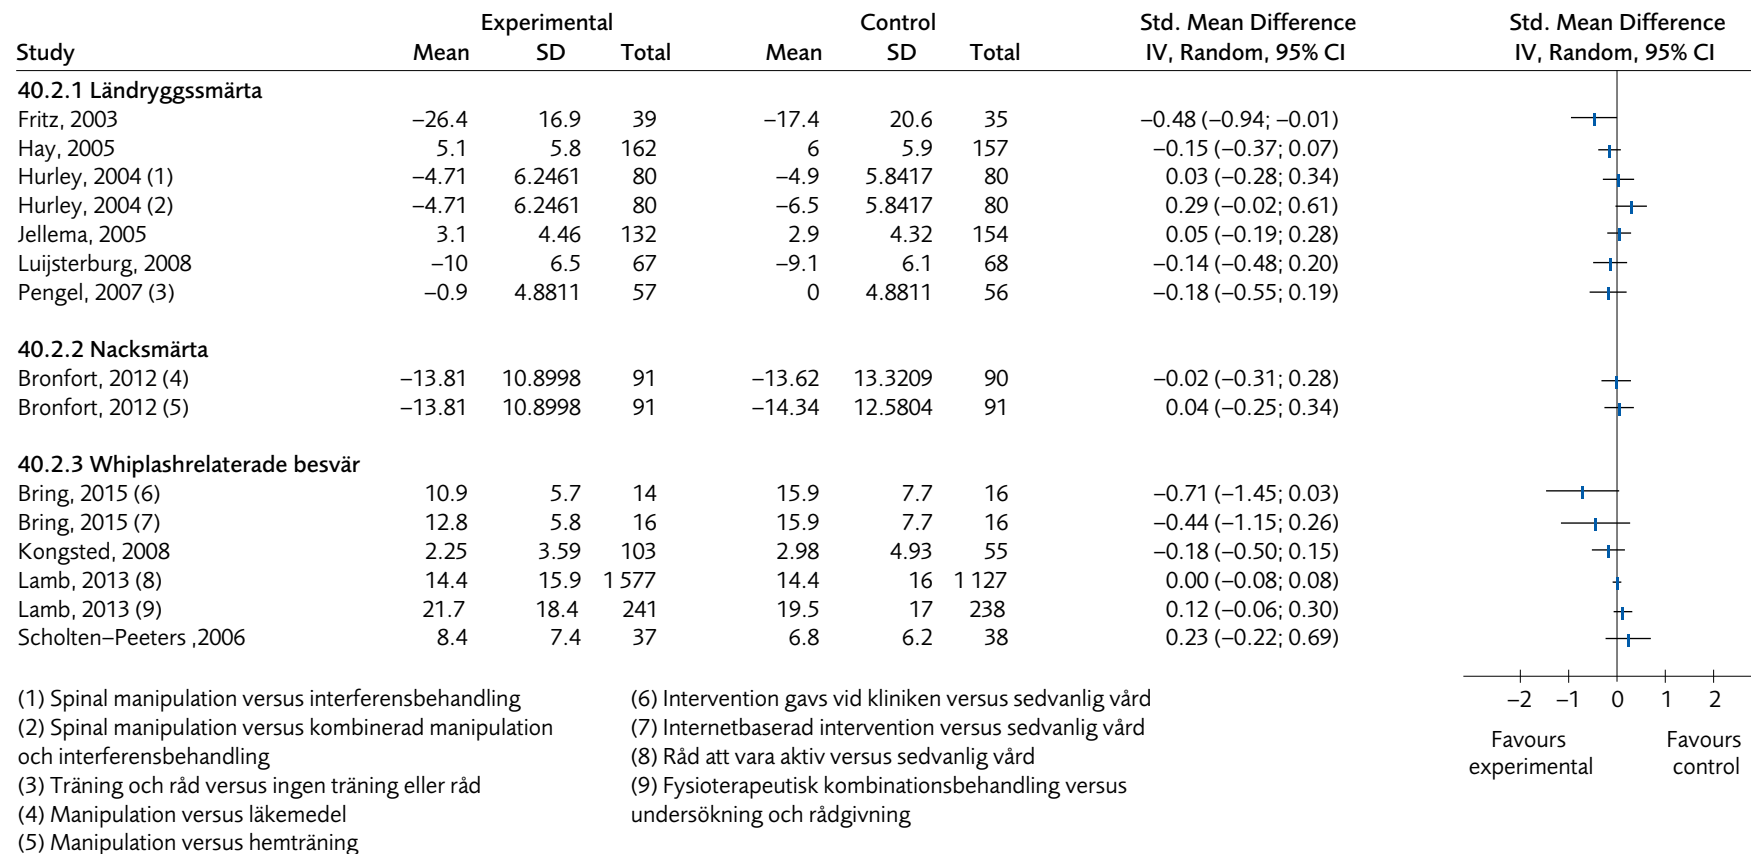 Experimental Control Std. Mean Difference Std. Mean Difference
Study Mean SD Total Mean SD Total IV, Random, 95% CI IV, Random, 95% CI
40.2.1 Ländryggssmärta
Fritz, 2003 –26.4 16.9 39 –17.4 20.6 35 –0.48 (–0.94; –0.01)
Hay, 2005 5.1 5.8 162 6 5.9 157 –0.15 (–0.37; 0.07)
Hurley, 2004 (1) –4.71 6.2461 80 –4.9 5.8417 80 0.03 (–0.28; 0.34)
Hurley, 2004 (2) –4.71 6.2461 80 –6.5 5.8417 80 0.29 (–0.02; 0.61)
Jellema, 2005 3.1 4.46 132 2.9 4.32 154 0.05 (–0.19; 0.28)
Luijsterburg, 2008 –10 6.5 67 –9.1 6.1 68 –0.14 (–0.48; 0.20)
Pengel, 2007 (3) –0.9 4.8811 57 0 4.8811 56 –0.18 (–0.55; 0.19)
40.2.2 Nacksmärta
Bronfort, 2012 (4) –13.81 10.8998 91 –13.62 13.3209 90 –0.02 (–0.31; 0.28)
Bronfort, 2012 (5) –13.81 10.8998 91 –14.34 12.5804 91 0.04 (–0.25; 0.34)
40.2.3 Whiplashrelaterade besvär
Bring, 2015 (6) 10.9 5.7 14 15.9 7.7 16 –0.71 (–1.45; 0.03)
Bring, 2015 (7) 12.8 5.8 16 15.9 7.7 16 –0.44 (–1.15; 0.26)
Kongsted, 2008 2.25 3.59 103 2.98 4.93 55 –0.18 (–0.50; 0.15)
Lamb, 2013 (8) 14.4 15.9 1 577 14.4 16 1 127 0.00 (–0.08; 0.08)
Lamb, 2013 (9) 21.7 18.4 241 19.5 17 238 0.12 (–0.06; 0.30)
Scholten–Peeters ,2006 8.4 7.4 37 6.8 6.2 38 0.23 (–0.22; 0.69)
(1) Spinal manipulation versus interferensbehandling
(2) Spinal manipulation versus kombinerad manipulation
och interferensbehandling
(3) Träning och råd versus ingen träning eller råd
(4) Manipulation versus läkemedel
(5) Manipulation versus hemträning
(6) Intervention gavs vid kliniken versus sedvanlig vård
(7) Internetbaserad intervention versus sedvanlig vård
(8) Råd att vara aktiv versus sedvanlig vård
(9) Fysioterapeutisk kombinationsbehandling versus
undersökning och rådgivning
–2 –1 0 1 2
Favours Favours
experimental control